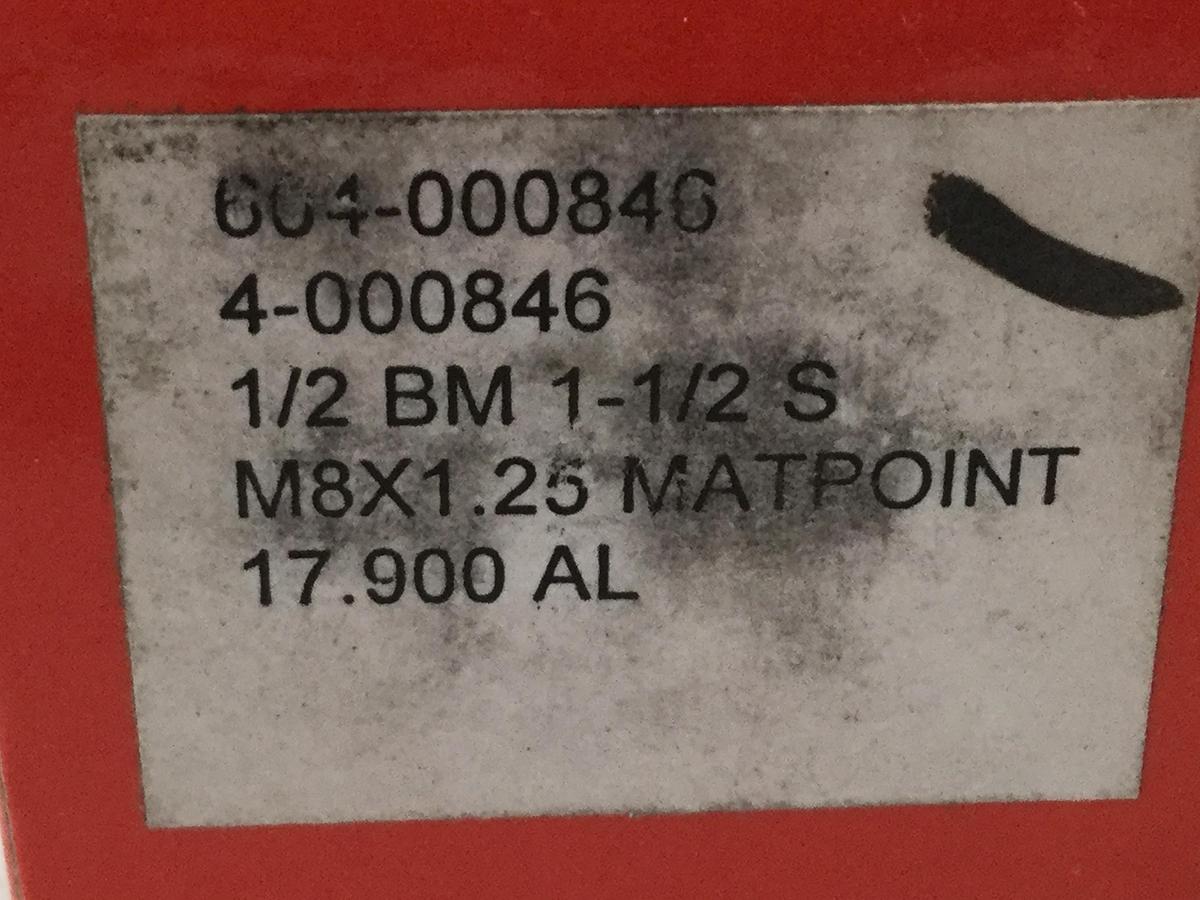 604-000846
4-000846
1/2 BM 1-1/2 S
M8X1.25 MATPOINT
17.900 AL